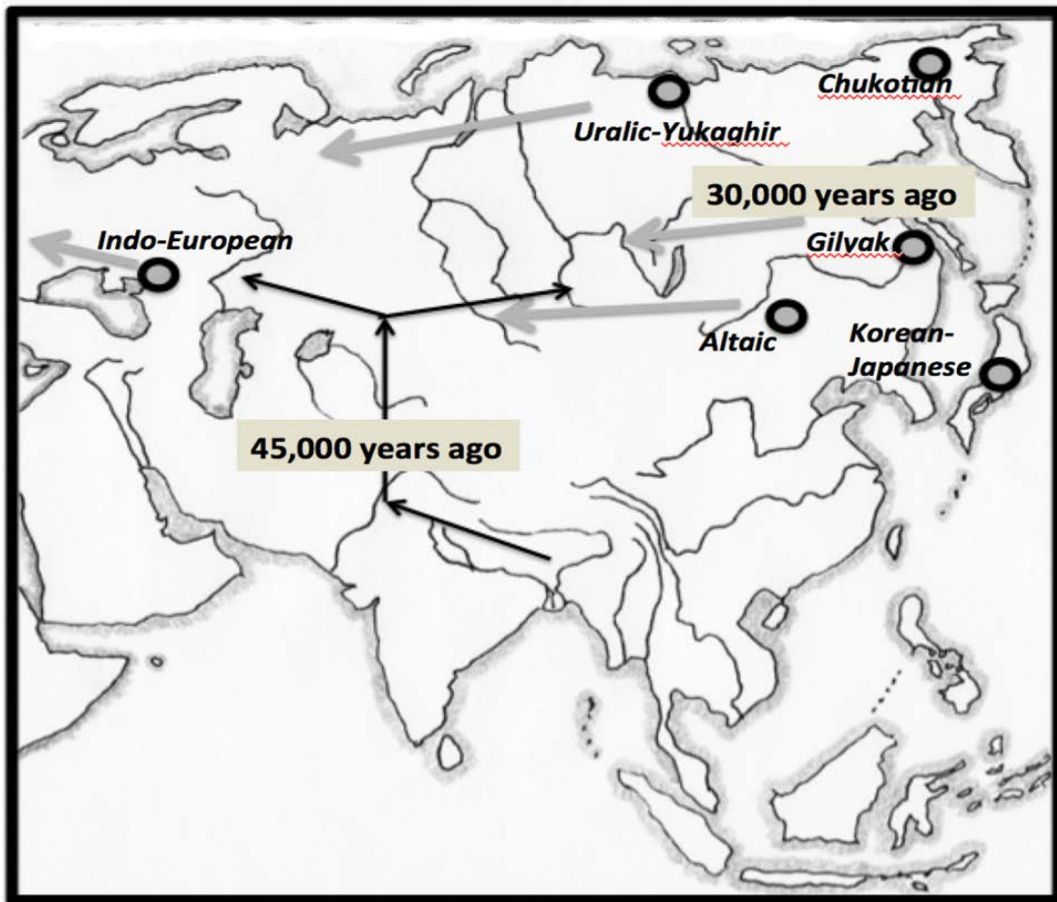 Chukotian
Uralic-Yukaghir
30,000 years ago
Indo-European
Gilyak
Altaic
Korean-
Japanese
45,000 years ago